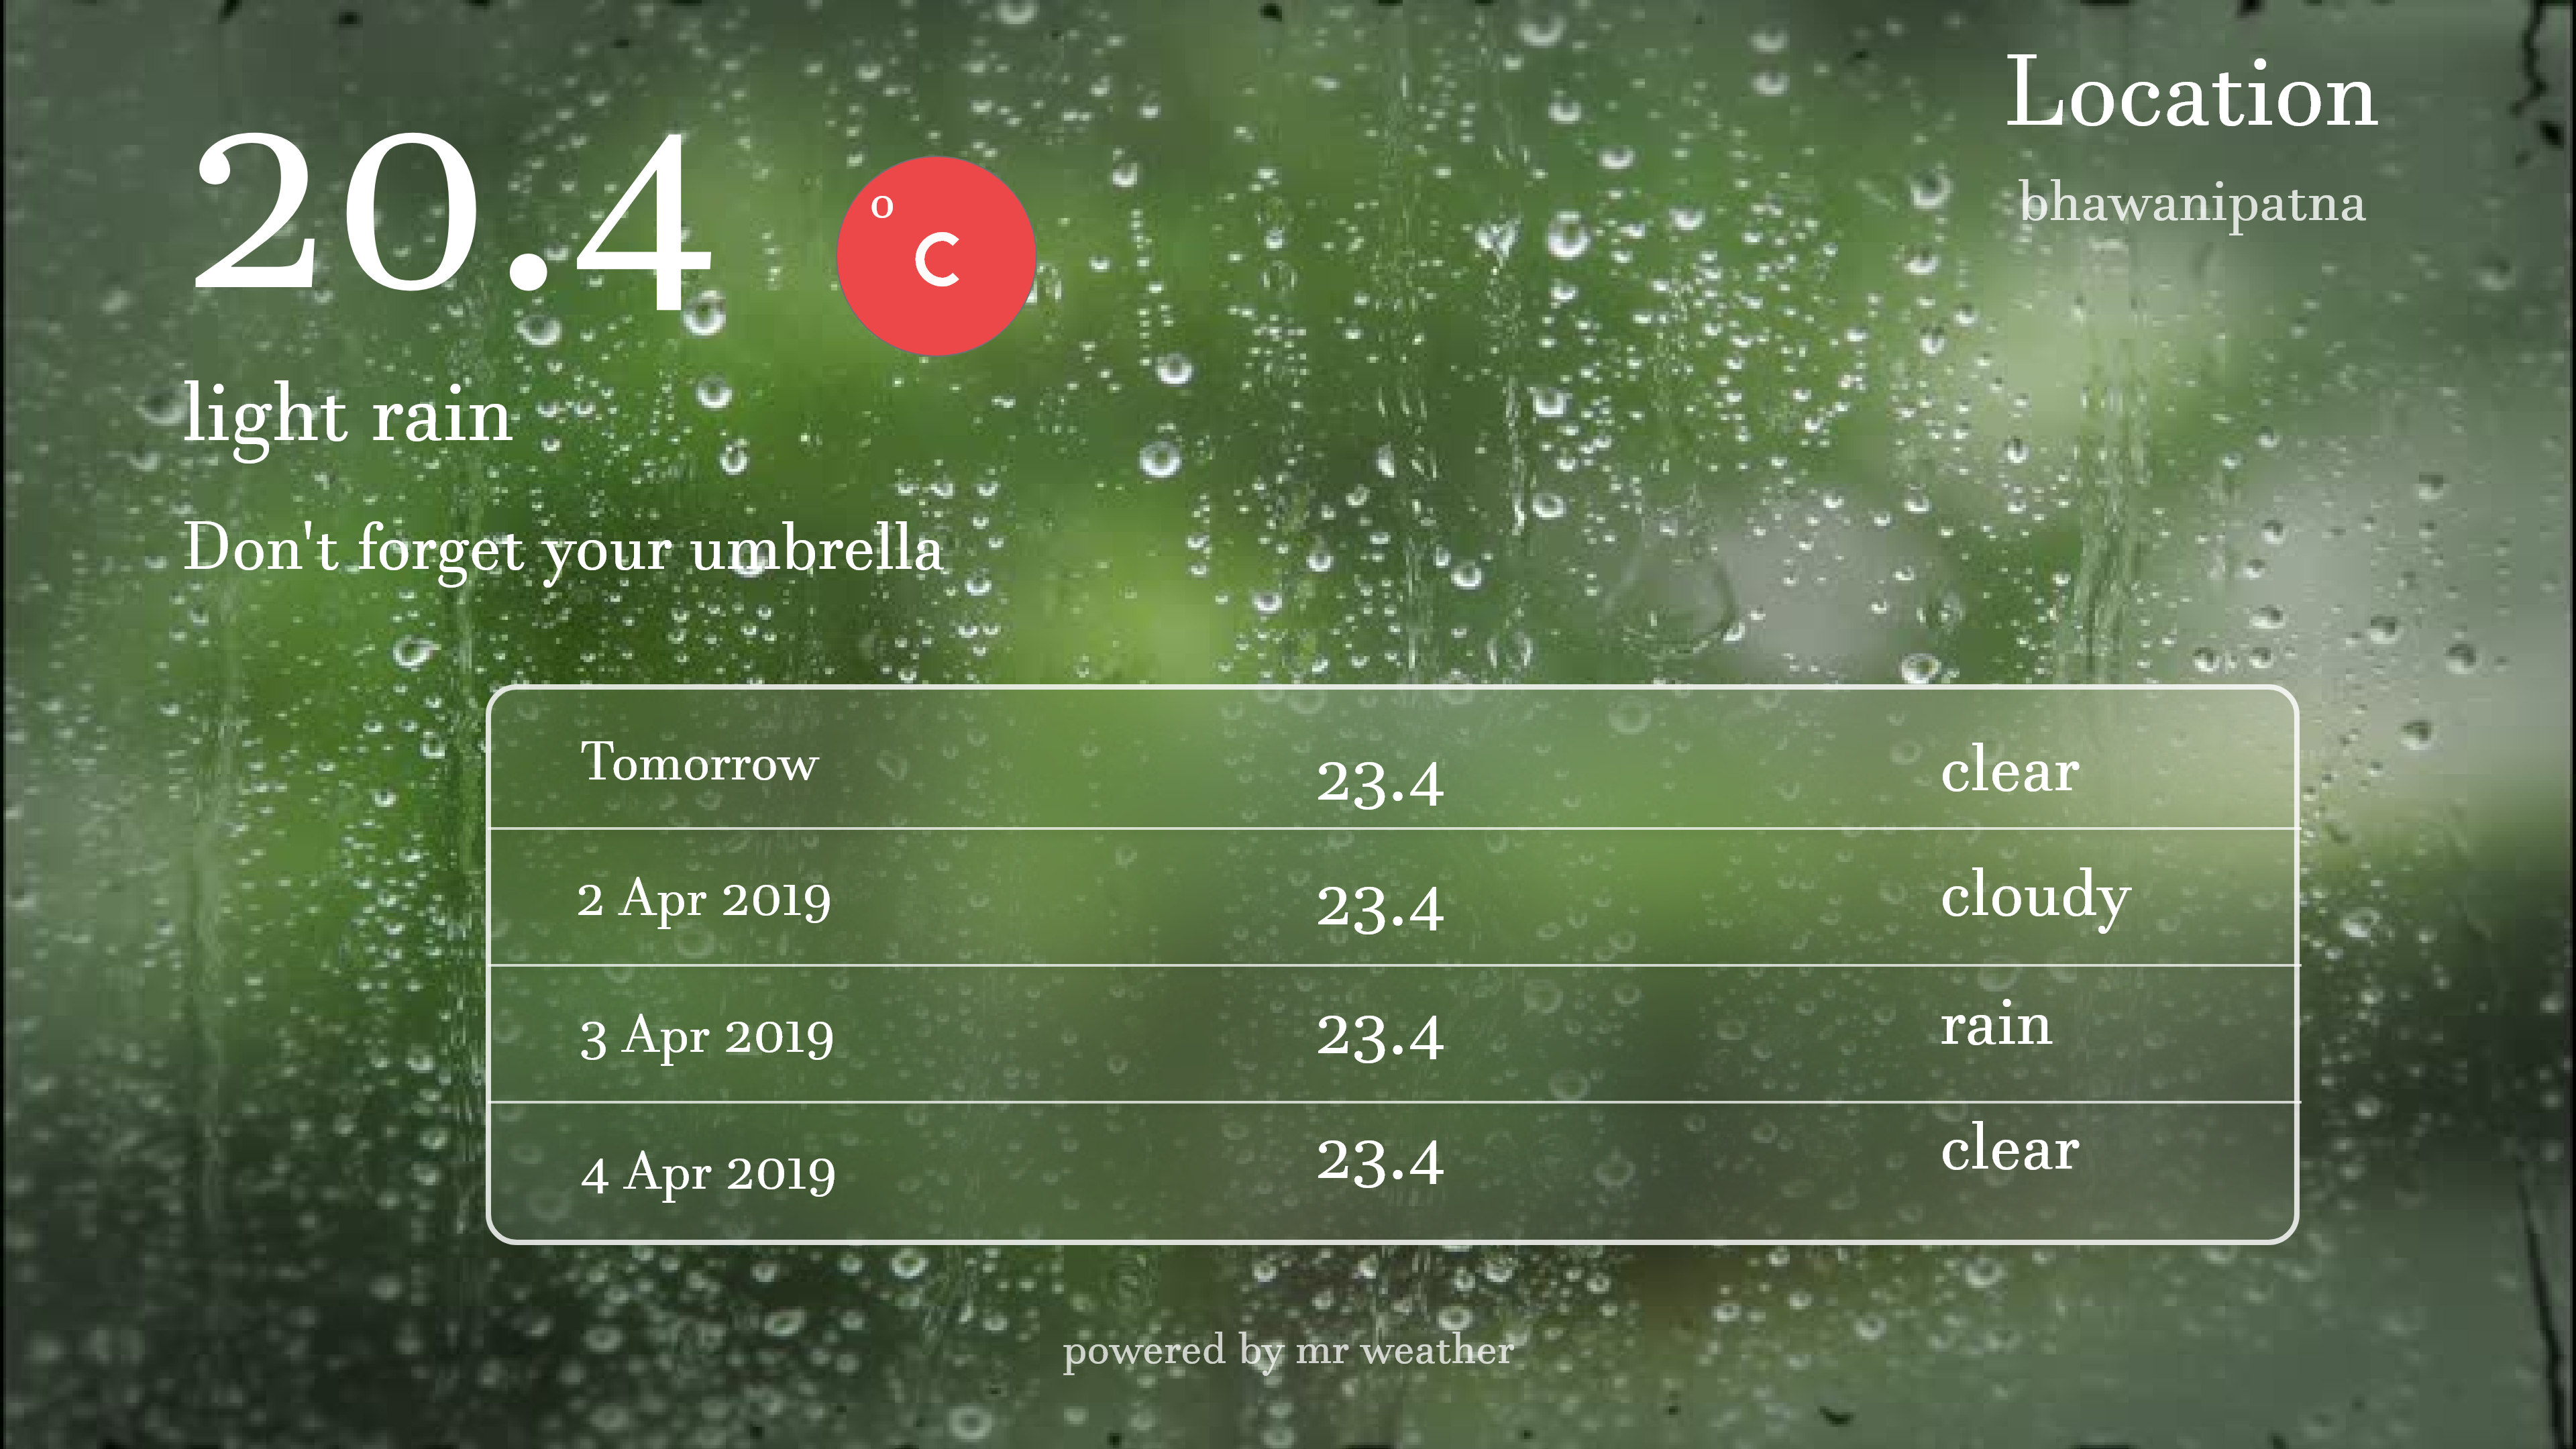 Location
bhawanipatna
20.4 °C
light rain
Don't forget your umbrella
Tomorrow 23.4 clear
2 Apr 2019 23.4 cloudy
3 Apr 2019 23.4 rain
4 Apr 2019 23.4 clear
powered by mr weather